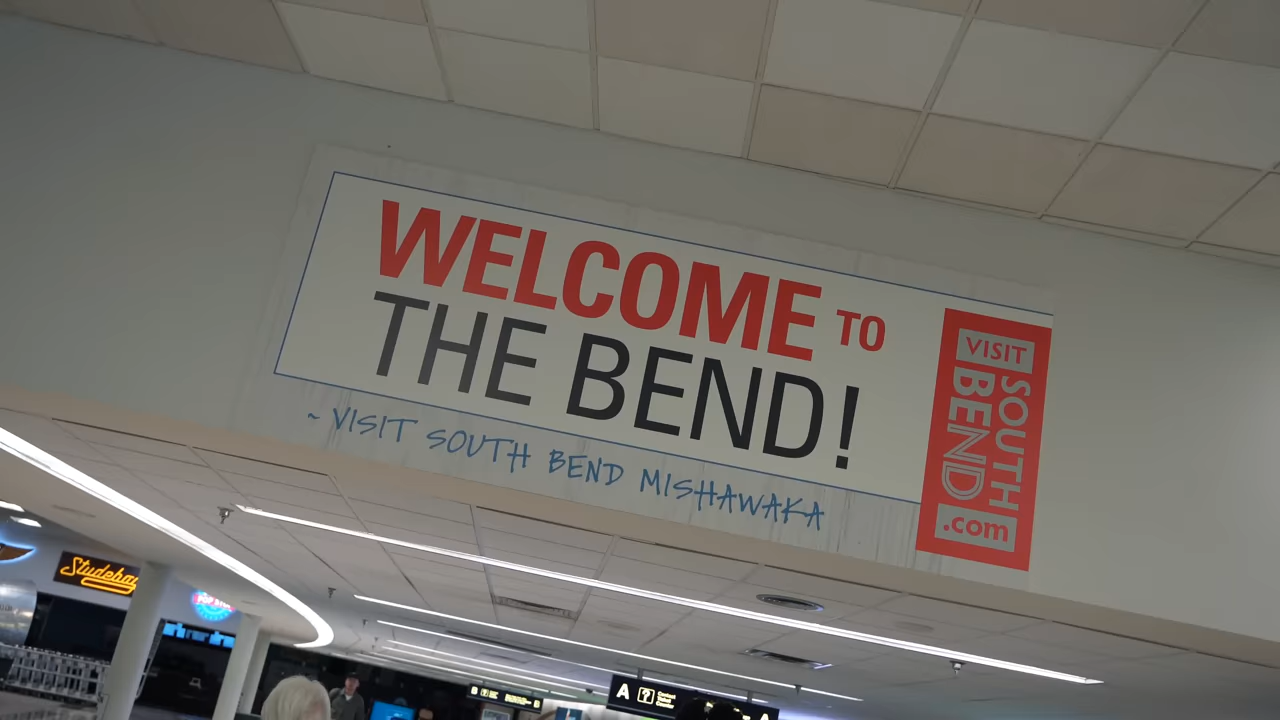 WELCOME TO
THE BEND!
~ VISIT SOUTH BEND MISHAWAKA
VISIT
SOUTH
BEND
.com
A ?